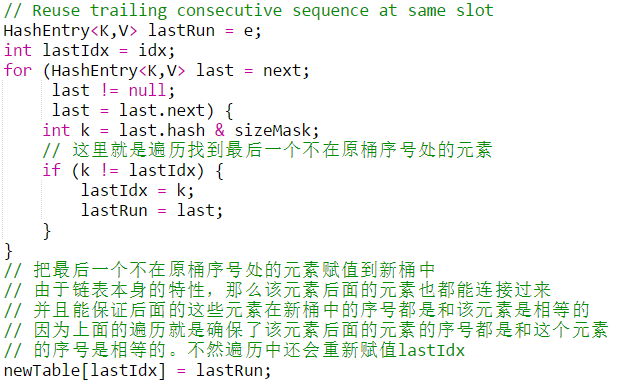 // Reuse trailing consecutive sequence at same slot
HashEntry<K,V> lastRun = e;
int lastIdx = idx;
for (HashEntry<K,V> last = next;
     last != null;
     last = last.next) {
    int k = last.hash & sizeMask;
    // 这里就是遍历找到最后一个不在原桶序号处的元素
    if (k != lastIdx) {
        lastIdx = k;
        lastRun = last;
    }
}
// 把最后一个不在原桶序号处的元素赋值到新桶中
// 由于链表本身的特性，那么该元素后面的元素也都能连接过来
// 并且能保证后面的这些元素在新桶中的序号都是和该元素是相等的
// 因为上面的遍历就是确保了该元素后面的元素的序号都是和这个元素
// 的序号是相等的。不然遍历中还会重新赋值lastIdx
newTable[lastIdx] = lastRun;